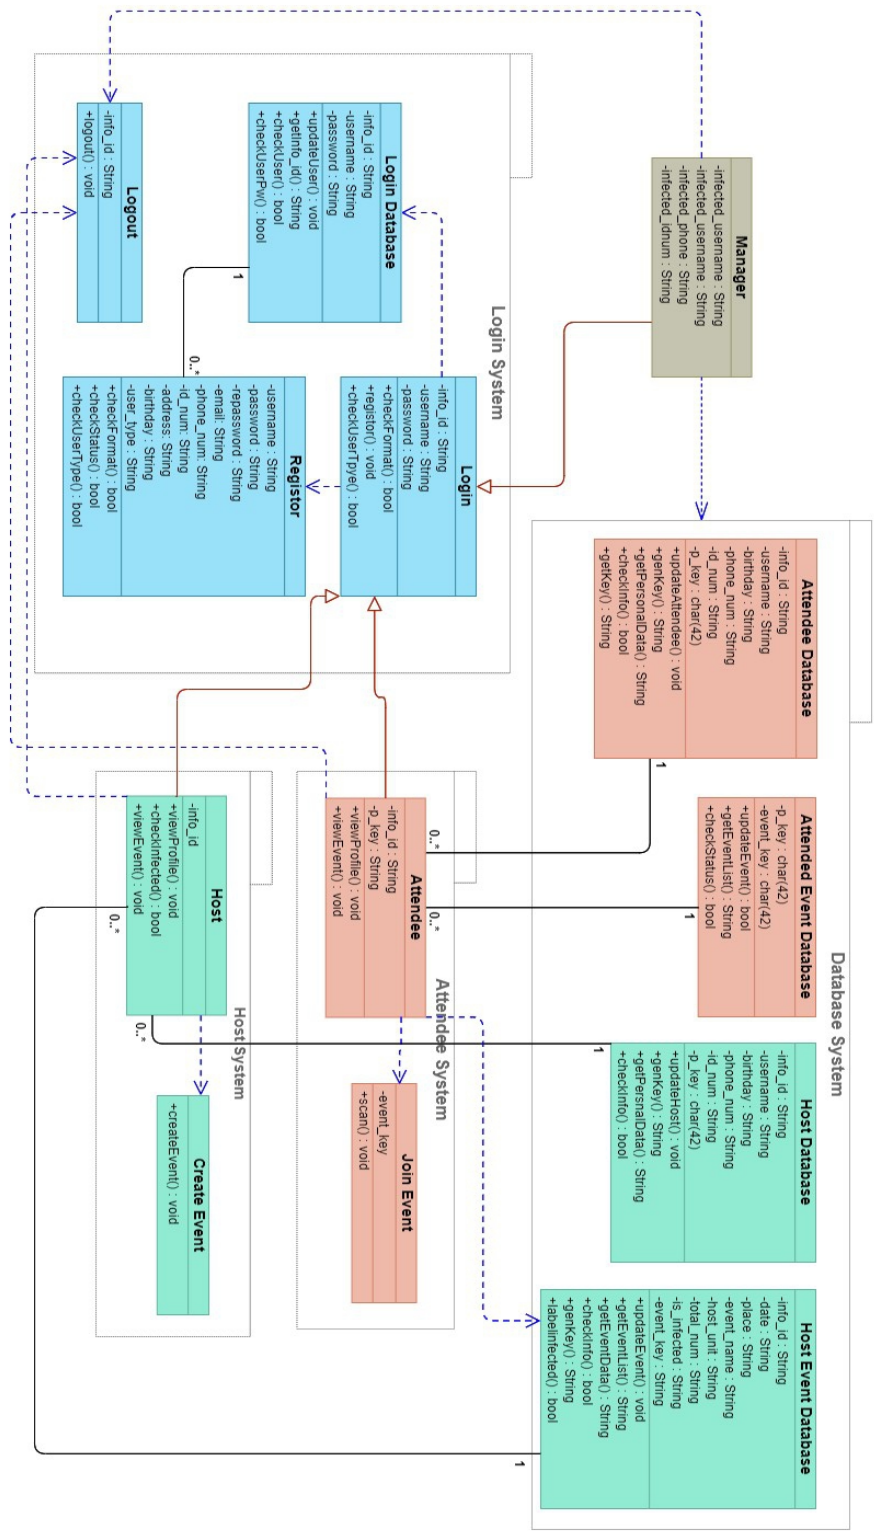 Manager
-infected_username : String
-infected_username : String
-infected_phone : String
-infected_idnum : String
Login System
Login Database
-info_id : String
-username : String
-password : String
+updateUser() : void
+getInfo_id() : String
+checkUser() : bool
+checkUserPw() : bool
Logout
-info_id : String
+logout() : void
1
0..*
Login
-info_id : String
-username : String
-password : String
+checkFormat() : bool
+registor() : void
+checkUserTpye() : bool
Registor
-username : String
-password : String
-repassword : String
-email: String
-phone_num: String
-id_num: String
-address: String
-birthday : String
-user_type : String
+checkFormat() : bool
+checkStatus() : bool
+checkUserType() : bool
Database System
Attendee Database
-info_id : String
-username : String
-birthday : String
-phone_num : String
-id_num : String
-p_key : char(42)
+updateAttendee() : void
+genKey() : String
+getPersonalData() : String
+checkInfo() : bool
+getKey() : String
1
Attended Event Database
-p_key : char(42)
-event_key : char(42)
+updateEvent() : bool
+getEventList() : String
+checkStatus() : bool
1
Host Database
-info_id : String
-username : String
-birthday : String
-phone_num : String
-id_num : String
-p_key : char(42)
+updateHost() : void
+genKey() : String
+getPersnalData() : String
+checkInfo() : bool
1
Host Event Database
-info_id : String
-date : String
-place : String
-event_name : String
-host_unit : String
-total_num : String
-is_infected : String
-event_key : String
+updateEvent() : void
+getEventList() : String
+getEventData() : String
+checkInfo() : bool
+genKey() : String
+labelInfected() : bool
1
Attendee System
0..*
0..*
Attendee
-info_id : String
-p_key : String
+viewProfile() : void
+viewEvent() : void
Join Event
-event_key
+scan() : void
Host System
Host
-info_id
+viewProfile() : void
+checkInfected() : bool
+viewEvent() : void
0..*
0..*
Create Event
+createEvent() : void